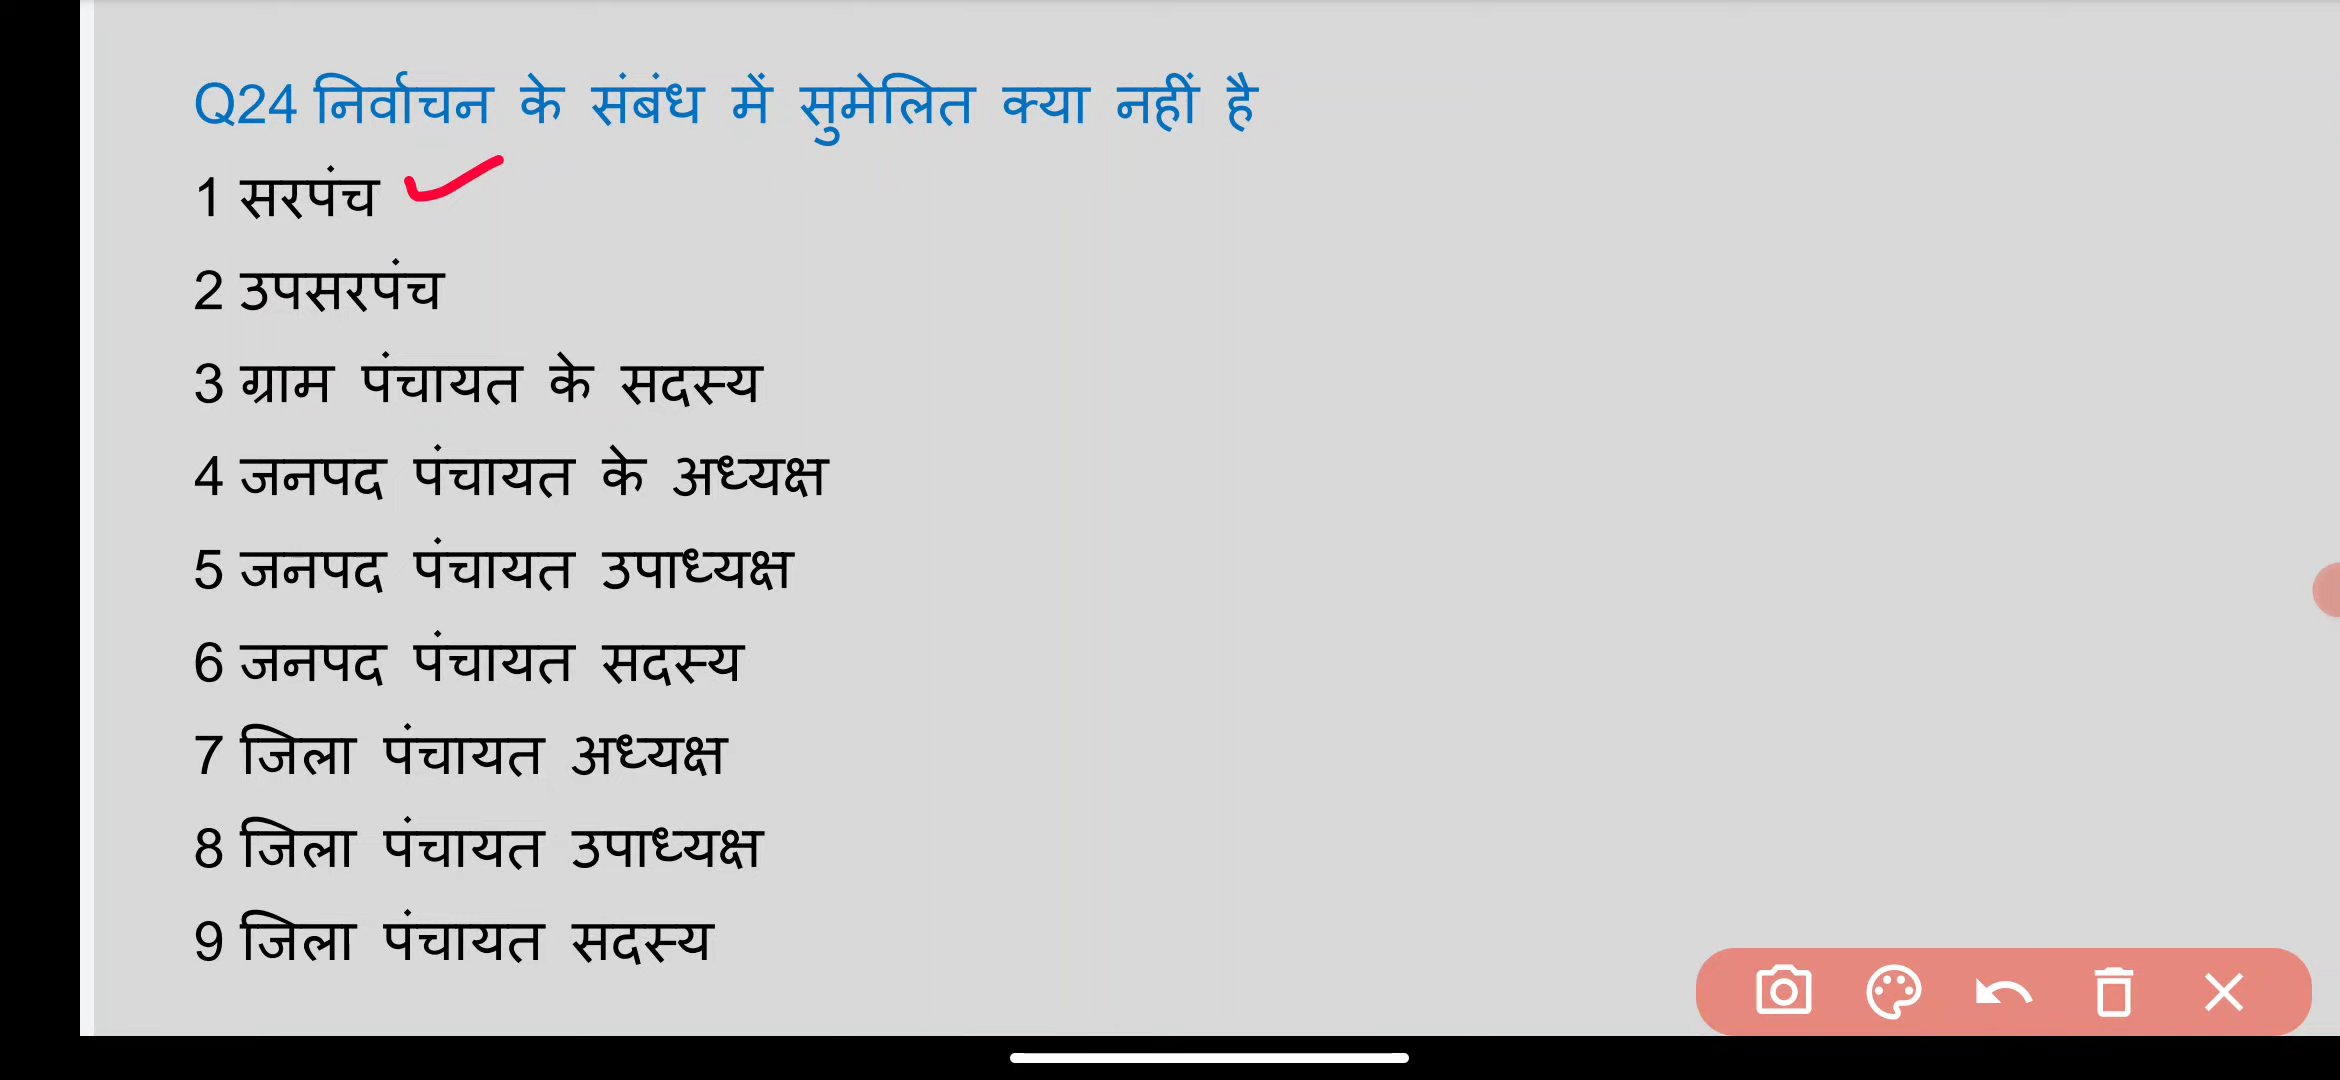 Q24 निर्वाचन के संबंध में सुमेलित क्या नहीं है
1 सरपंच
2 उपसरपंच
3 ग्राम पंचायत के सदस्य
4 जनपद पंचायत के अध्यक्ष
5 जनपद पंचायत उपाध्यक्ष
6 जनपद पंचायत सदस्य
7 जिला पंचायत अध्यक्ष
8 जिला पंचायत उपाध्यक्ष
9 जिला पंचायत सदस्य